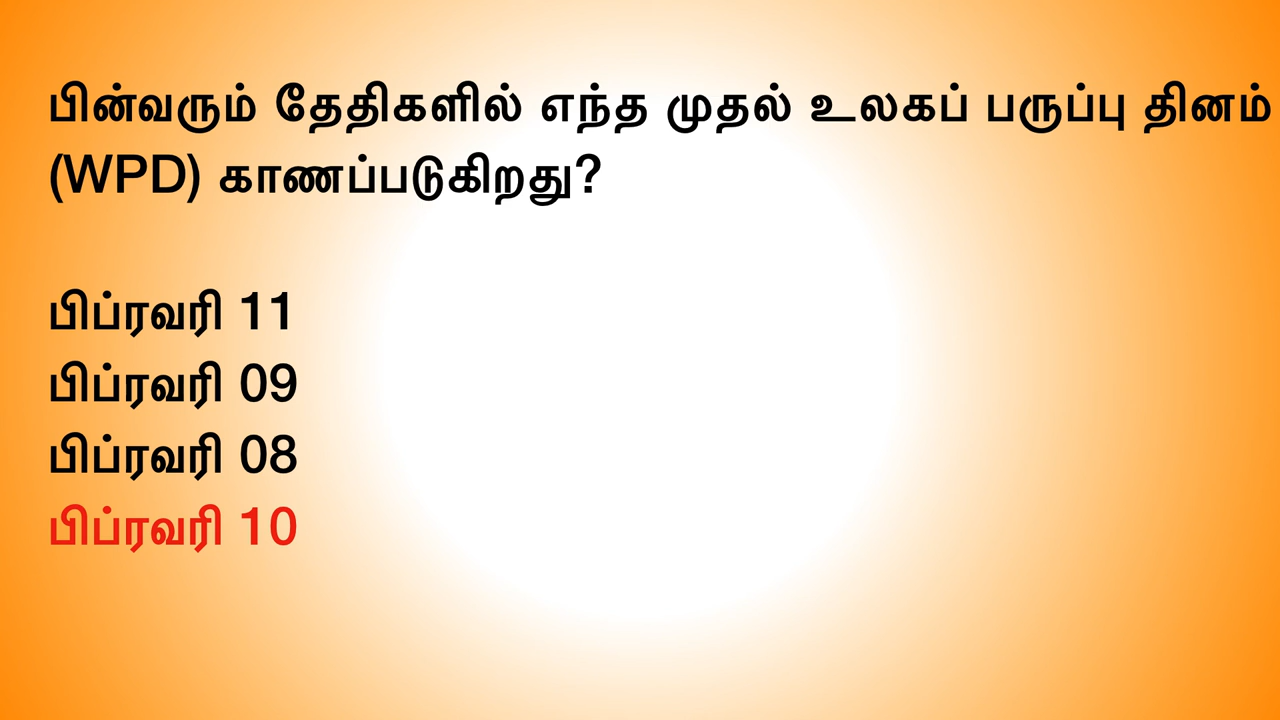 பின்வரும் தேதிகளில் எந்த முதல் உலகப் பருப்பு தினம்
(WPD) காணப்படுகிறது?
பிப்ரவரி 11
பிப்ரவரி 09
பிப்ரவரி 08
பிப்ரவரி 10